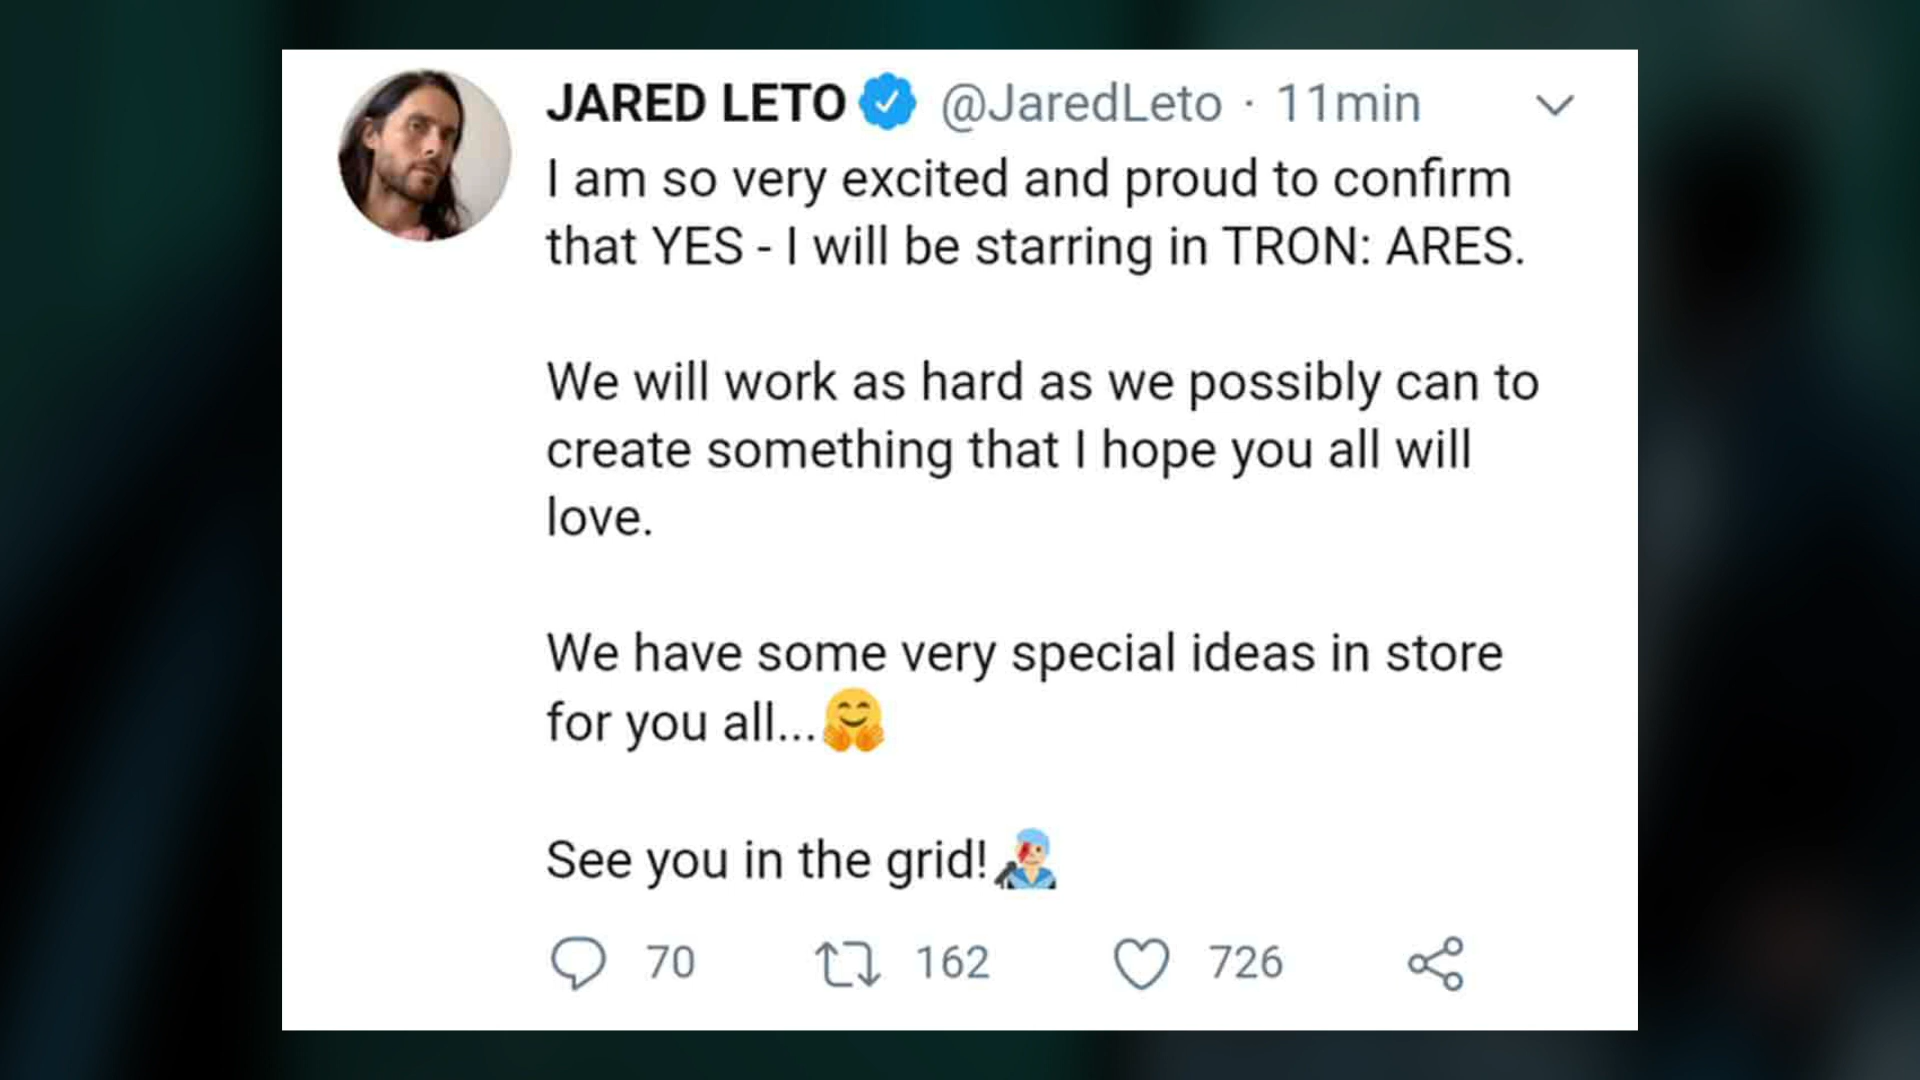 JARED LETO @JaredLeto · 11min
I am so very excited and proud to confirm
that YES - I will be starring in TRON: ARES.
We will work as hard as we possibly can to
create something that I hope you all will
love.
We have some very special ideas in store
for you all...🤗
See you in the grid!👨🏼‍🎤
70 162 726